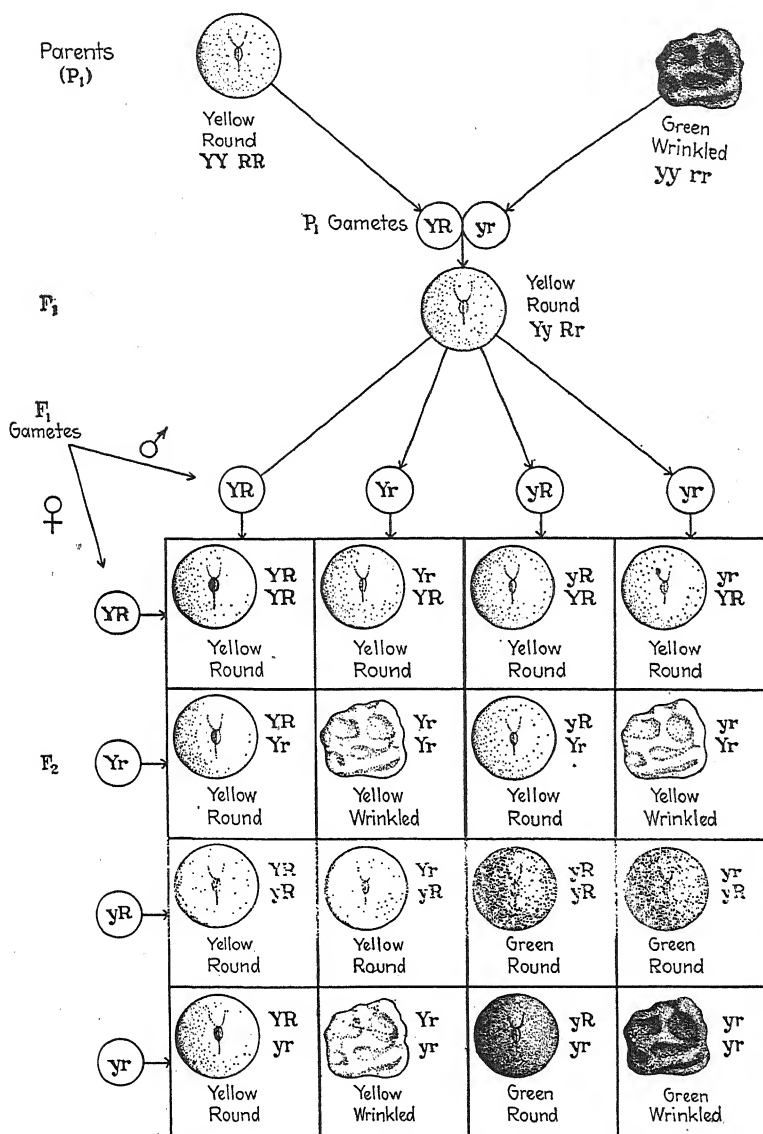 Parents
(P₁)
Yellow
Round
YY RR
Green
Wrinkled
yy rr
P₁ Gametes
YR
yr
F₁
Yellow
Round
Yy Rr
F₁
Gametes
♂
♀
YR
Yr
yR
yr
YR
YR
YR
Yellow
Round
Yr
YR
Yellow
Round
yR
YR
Yellow
Round
yr
YR
Yellow
Round
F₂
Yr
YR
Yr
Yellow
Round
Yr
Yr
Yellow
Wrinkled
yR
Yr
Yellow
Round
yr
Yr
Yellow
Wrinkled
yR
YR
yR
Yellow
Round
Yr
yR
Yellow
Round
yR
yR
Green
Round
yr
yR
Green
Round
yr
YR
yr
Yellow
Round
Yr
yr
Yellow
Wrinkled
yR
yr
Green
Round
yr
yr
Green
Wrinkled